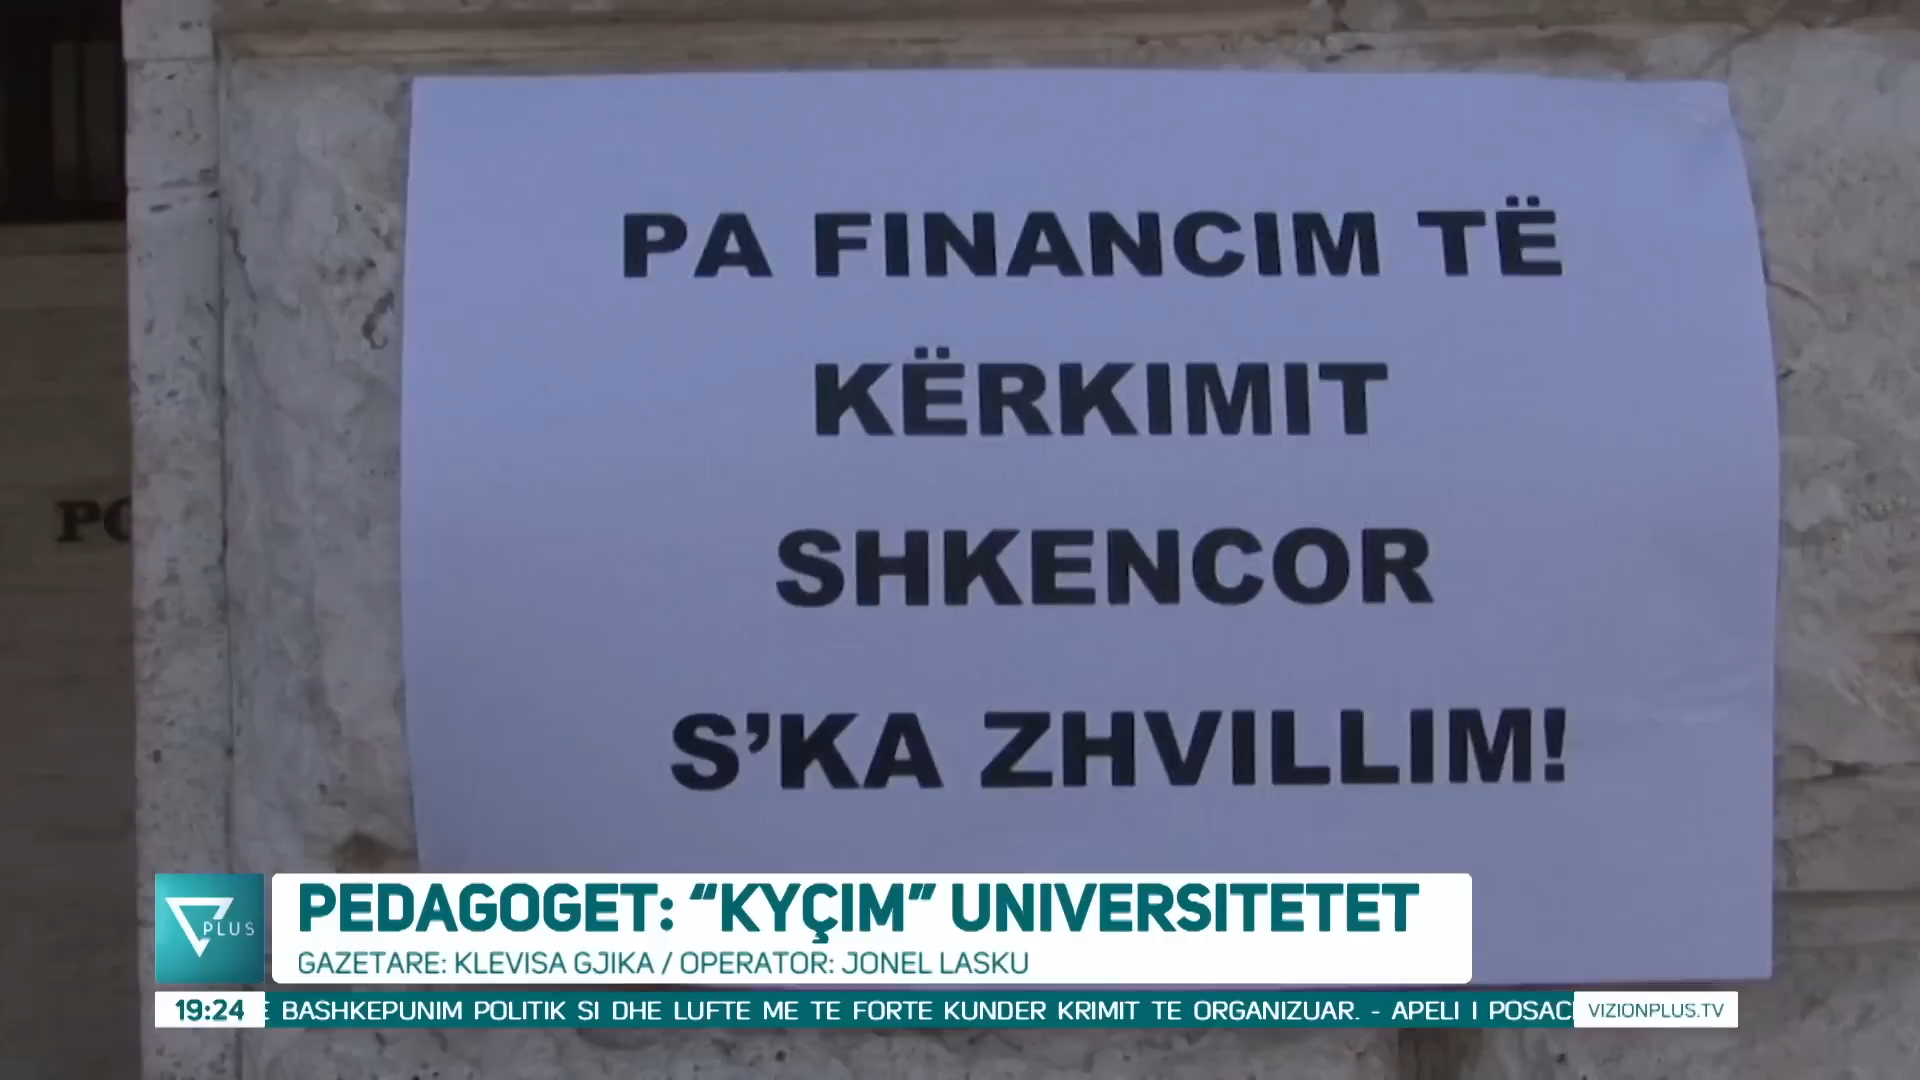 PA FINANCIM TË
KËRKIMIT
SHKENCOR
S’KA ZHVILLIM!
PLUS
PEDAGOGET: “KYÇIM” UNIVERSITETET
GAZETARE: KLEVISA GJIKA / OPERATOR: JONEL LASKU
19:24
BASHKEPUNIM POLITIK SI DHE LUFTE ME TE FORTE KUNDER KRIMIT TE ORGANIZUAR. - APELI I
VIZIONPLUS.TV